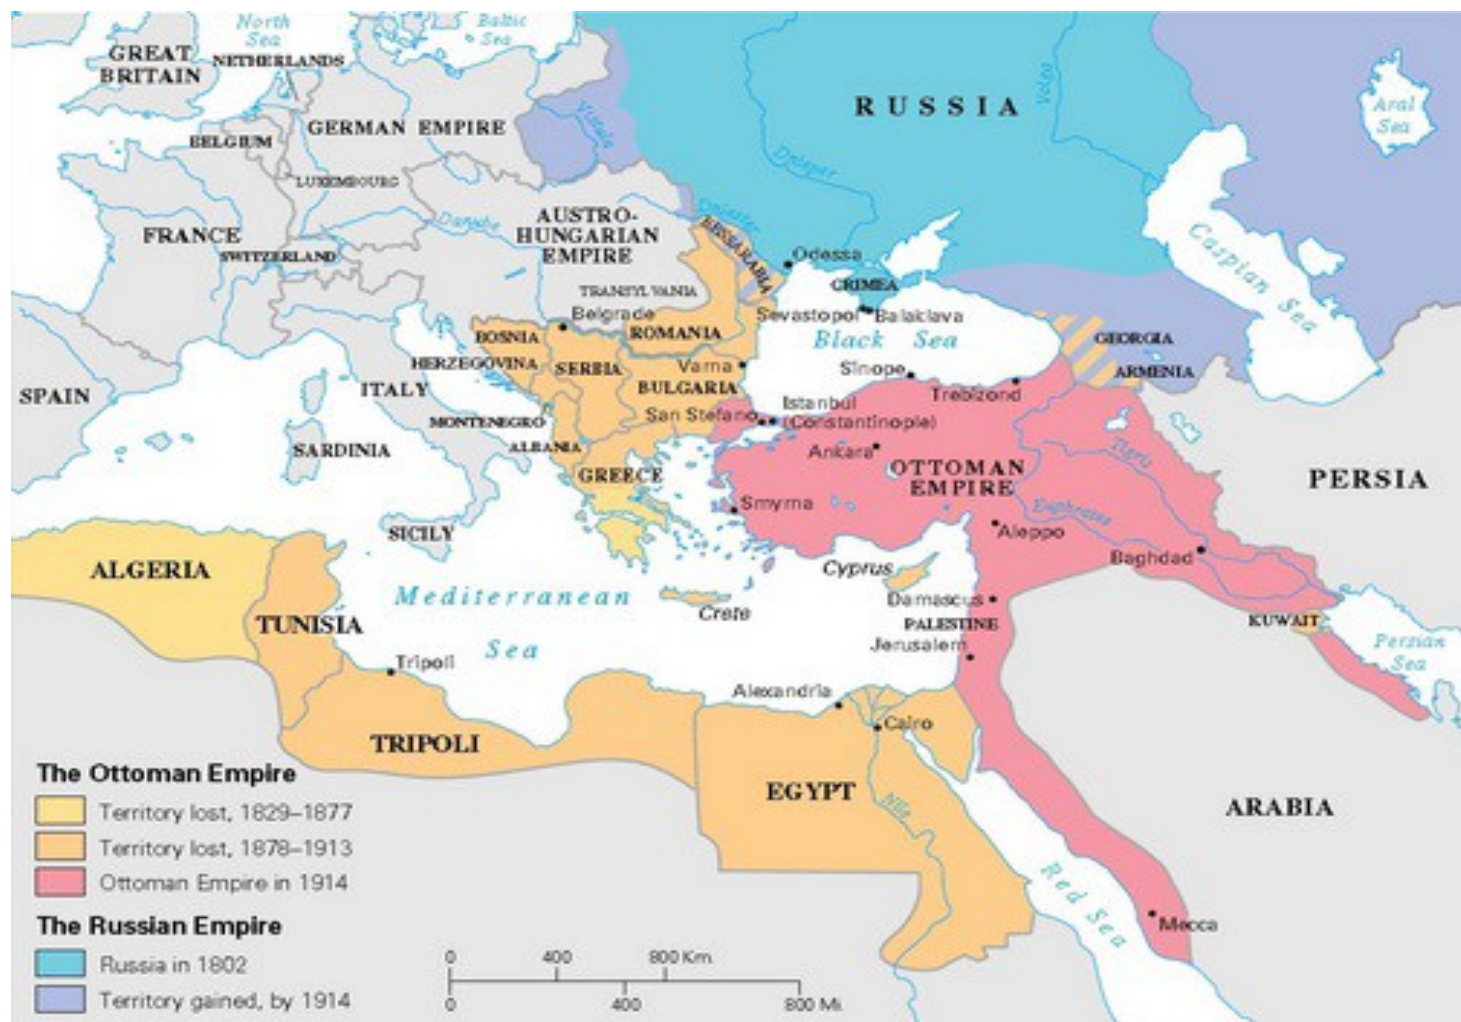 North
Sea
Baltic
Sea
GREAT
BRITAIN
NETHERLANDS
RUSSIA
Volga
Aral
Sea
BELGIUM
GERMAN EMPIRE
Vistula
LUXEMBOURG
Dnieper
FRANCE
SWITZERLAND
Danube
AUSTRO-
HUNGARIAN
EMPIRE
Dniester
BESSARABIA
Odessa
Caspian Sea
TRANSYLVANIA
CRIMEA
Belgrade
Sevastopol
Balaklava
BOSNIA
ROMANIA
Black Sea
GEORGIA
HERZEGOVINA
SERBIA
Varna
Sinope
ARMENIA
SPAIN
ITALY
BULGARIA
Trebizond
MONTENEGRO
San Stefano
Istanbul
(Constantinople)
SARDINIA
ALBANIA
Ankara
OTTOMAN
EMPIRE
Tigris
PERSIA
GREECE
Smyrna
Euphrates
SICILY
Aleppo
Baghdad
ALGERIA
Cyprus
Mediterranean
Sea
Crete
Damascus
TUNISIA
PALESTINE
KUWAIT
Jerusalem
Persian
Sea
Tripoli
Alexandria
Cairo
TRIPOLI
EGYPT
Nile
ARABIA
Red Sea
Mecca
The Ottoman Empire
Territory lost, 1829–1877
Territory lost, 1878–1913
Ottoman Empire in 1914
The Russian Empire
Russia in 1802
Territory gained, by 1914
0 400 800 Km.
0 400 800 Mi.